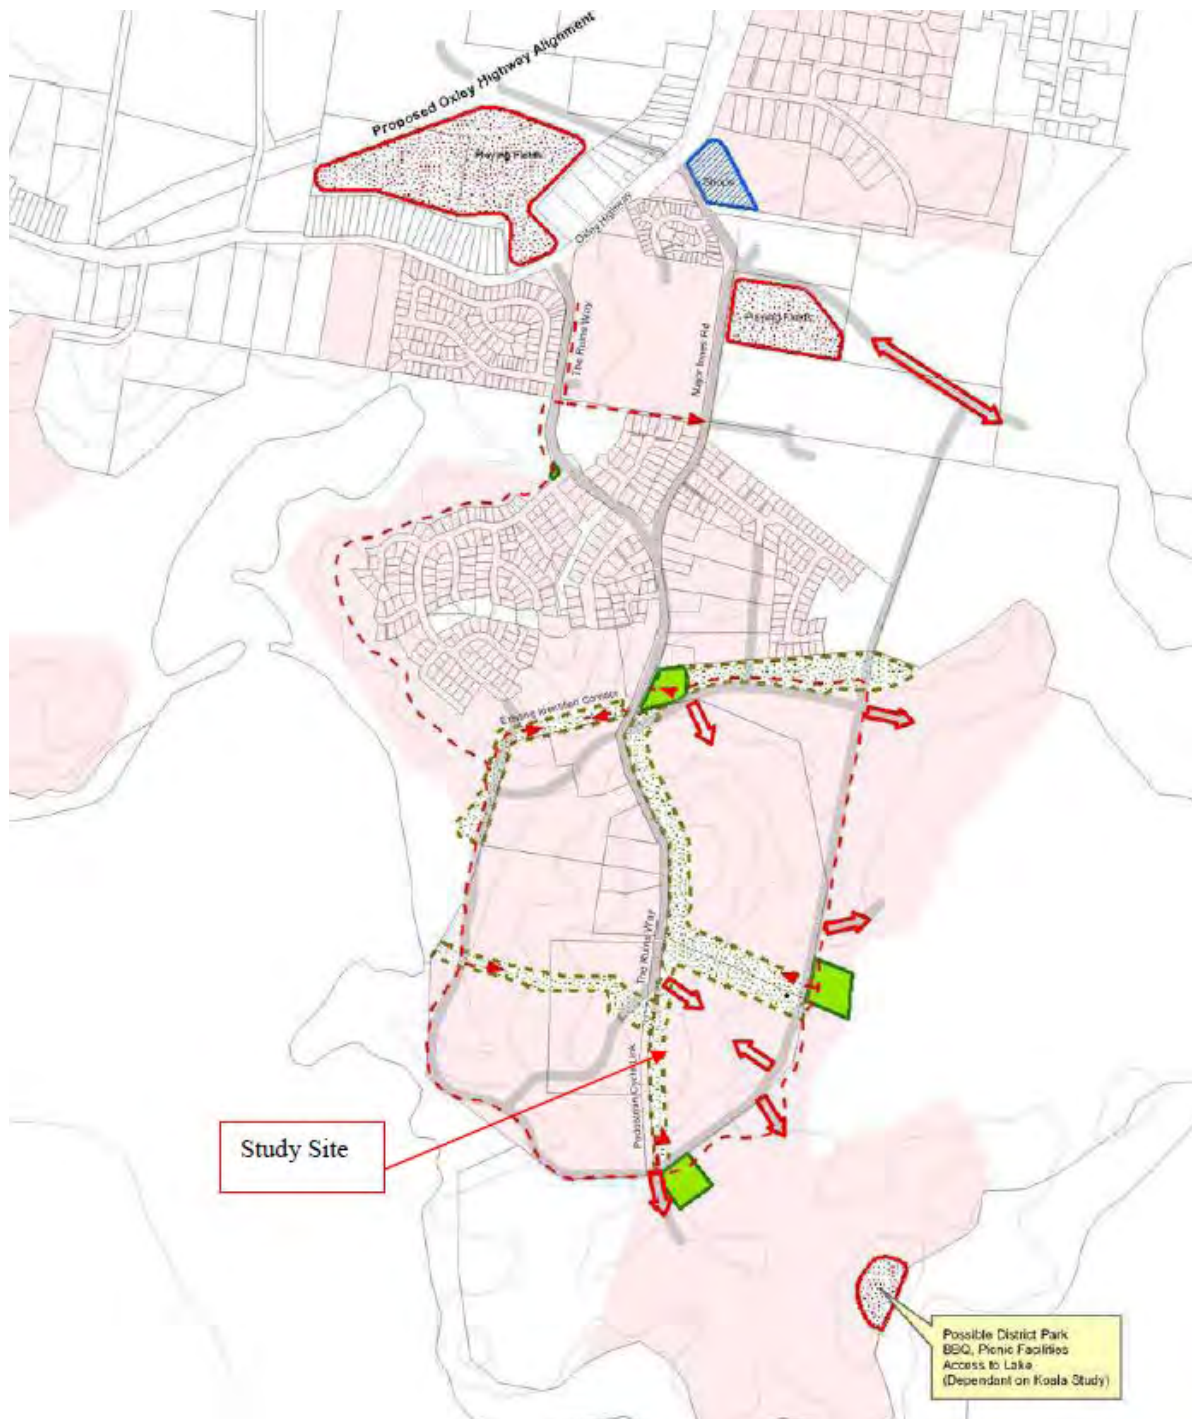 Proposed Oxley Highway Alignment
Playing Fields
Oxley Highway
Playing Fields
The Ruins Way
Major Innes Rd
Existing Identified Corridor
The Ruins Way
Pedestrian/Cycle Link
Study Site
Possible District Park
BBQ, Picnic Facilities
Access to Lake
(Dependant on Koala Study)